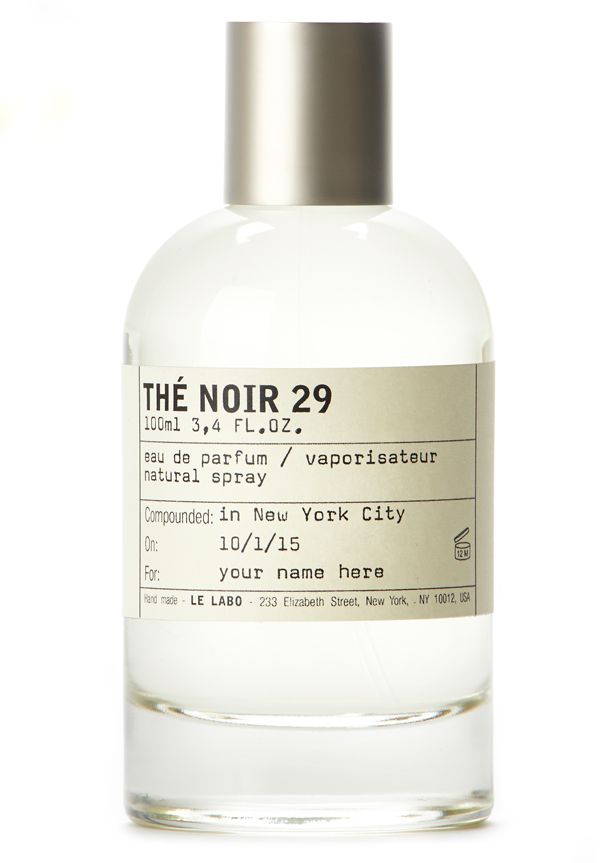 THÉ NOIR 29
100ml 3,4 FL.OZ.
eau de parfum / vaporisateur
natural spray
Compounded: in New York City
On: 10/1/15
For: your name here
12 M
Hand made - LE LABO - 233 Elizabeth Street, New York, . NY 10012, USA